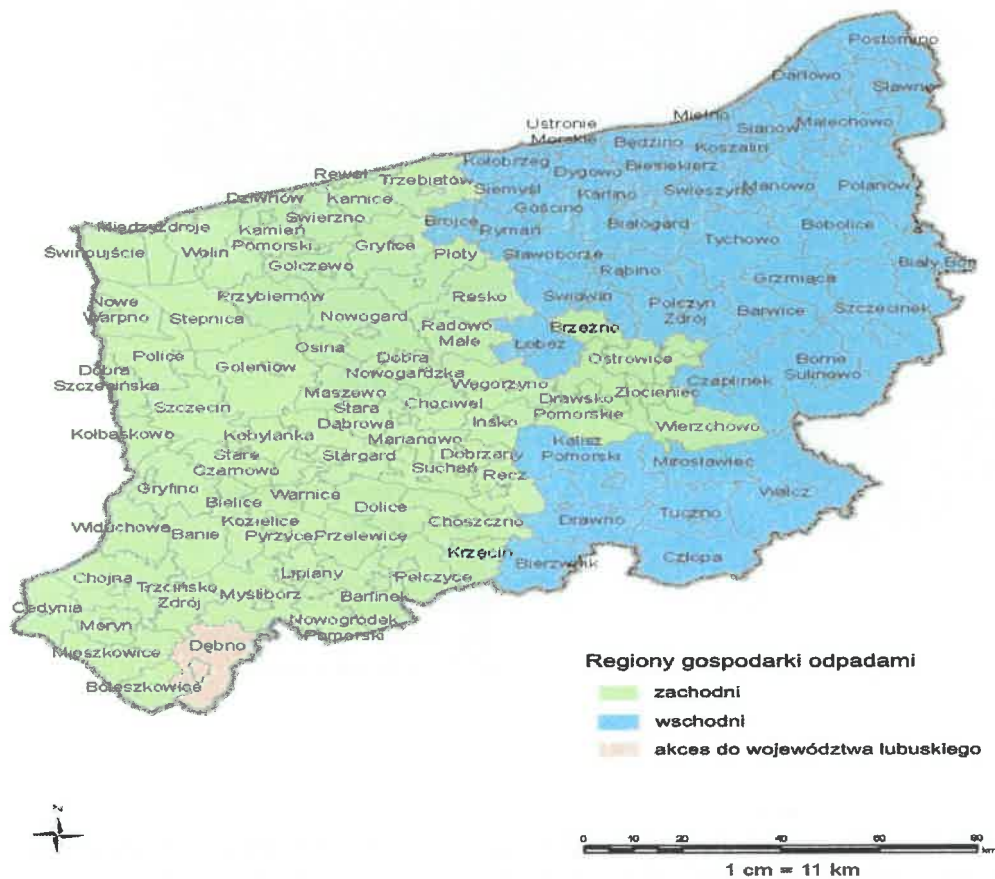 Postomino
Darłowo
Sławno
Mielno
Ustronie
Morskie
Będzino
Sianów
Malechowo
Koszalin
Kołobrzeg
Dygowo
Biesiekierz
Rewal
Trzebiatów
Siemyśl
Karlino
Świeszyno
Manowo
Polanów
Dziwnów
Karnice
Gościno
Świerzno
Brojce
Rymań
Białogard
Bobolice
Międzyzdroje
Kamień
Pomorski
Gryfice
Tychowo
Świnoujście
Wolin
Płoty
Sławoborze
Golczewo
Rąbino
Grzmiąca
Biały Bór
Przybiernów
Resko
Świdwin
Połczyn
Zdrój
Barwice
Szczecinek
Nowe
Warpno
Stepnica
Nowogard
Radowo
Małe
Brzeżno
Łobez
Police
Osina
Dobra
Nowogardzka
Ostrowice
Borne
Sulinowo
Dobra
Szczecińska
Goleniów
Węgorzyno
Czaplinek
Maszewo
Złocieniec
Szczecin
Stara
Dąbrowa
Chociwel
Drawsko
Pomorskie
Kołbaskowo
Kobylanka
Ińsko
Wierzchowo
Marianowo
Kalisz
Pomorski
Stare
Czarnowo
Stargard
Dobrzany
Suchań
Recz
Mirosławiec
Gryfino
Warnice
Wałcz
Bielice
Dolice
Widuchowa
Kozielice
Choszczno
Drawno
Tuczno
Banie
Pyrzyce
Przelewice
Krzęcin
Bierzwnik
Człopa
Chojna
Lipiany
Pełczyce
Trzcińsko
Zdrój
Myślibórz
Barlinek
Cedynia
Moryń
Nowogródek
Pomorski
Mieszkowice
Dębno
Boleszkowice
Regiony gospodarki odpadami
zachodni
wschodni
akces do województwa lubuskiego
z
0 10 20 40 60 80
km
1 cm = 11 km